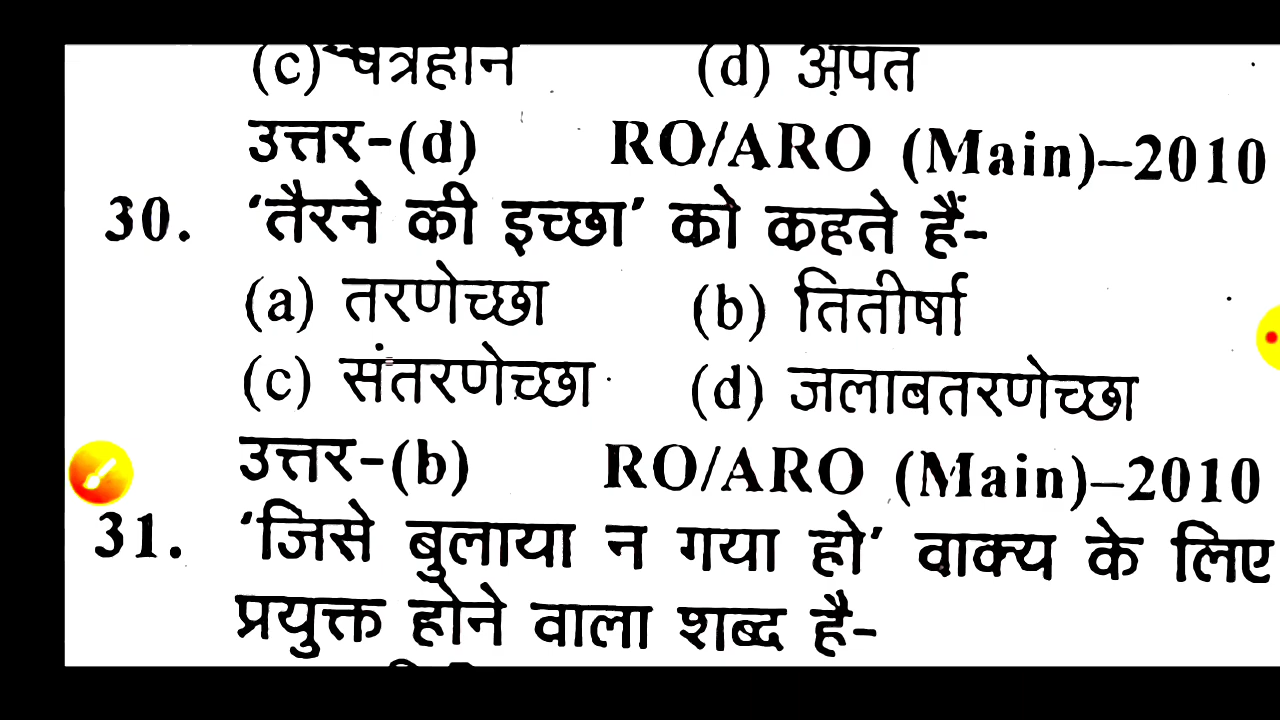 (c) पत्रहीन (d) अपत
उत्तर-(d) RO/ARO (Main)–2010
30. 'तैरने की इच्छा' को कहते हैं-
(a) तरणेच्छा (b) तितीर्षा
(c) संतरणेच्छा (d) जलाबतरणेच्छा
उत्तर-(b) RO/ARO (Main)–2010
31. 'जिसे बुलाया न गया हो' वाक्य के लिए
प्रयुक्त होने वाला शब्द है-